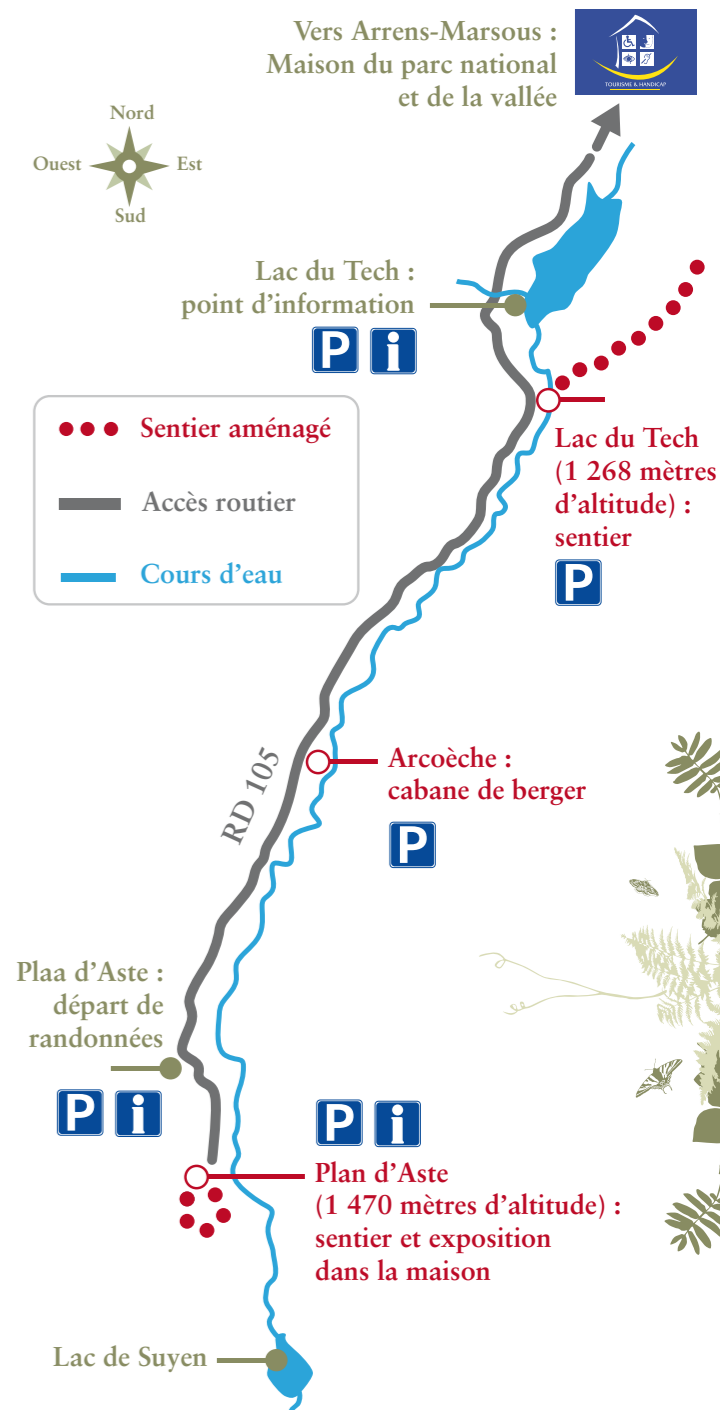 Vers Arrens-Marsous :
Maison du parc national
et de la vallée
TOURISME & HANDICAP
Nord
Ouest
Est
Sud
Lac du Tech :
point d'information
P
i
Sentier aménagé
Accès routier
Cours d'eau
Lac du Tech
(1 268 mètres
d'altitude) :
sentier
P
RD 105
Arcoèche :
cabane de berger
P
Plaa d'Aste :
départ de
randonnées
P
i
P
i
Plan d'Aste
(1 470 mètres d'altitude) :
sentier et exposition
dans la maison
Lac de Suyen